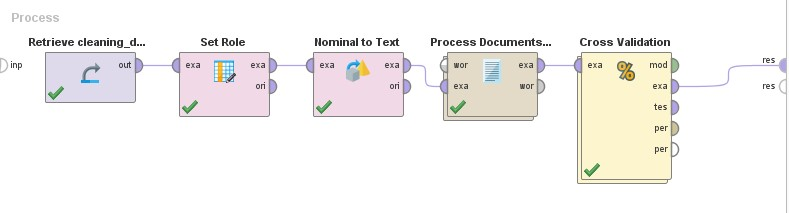 Process
Retrieve cleaning_d...
Set Role
Nominal to Text
Process Documents...
Cross Validation
inp
out
exa
exa
ori
exa
exa
ori
wor
exa
exa
wor
exa
mod
exa
tes
per
per
res
res